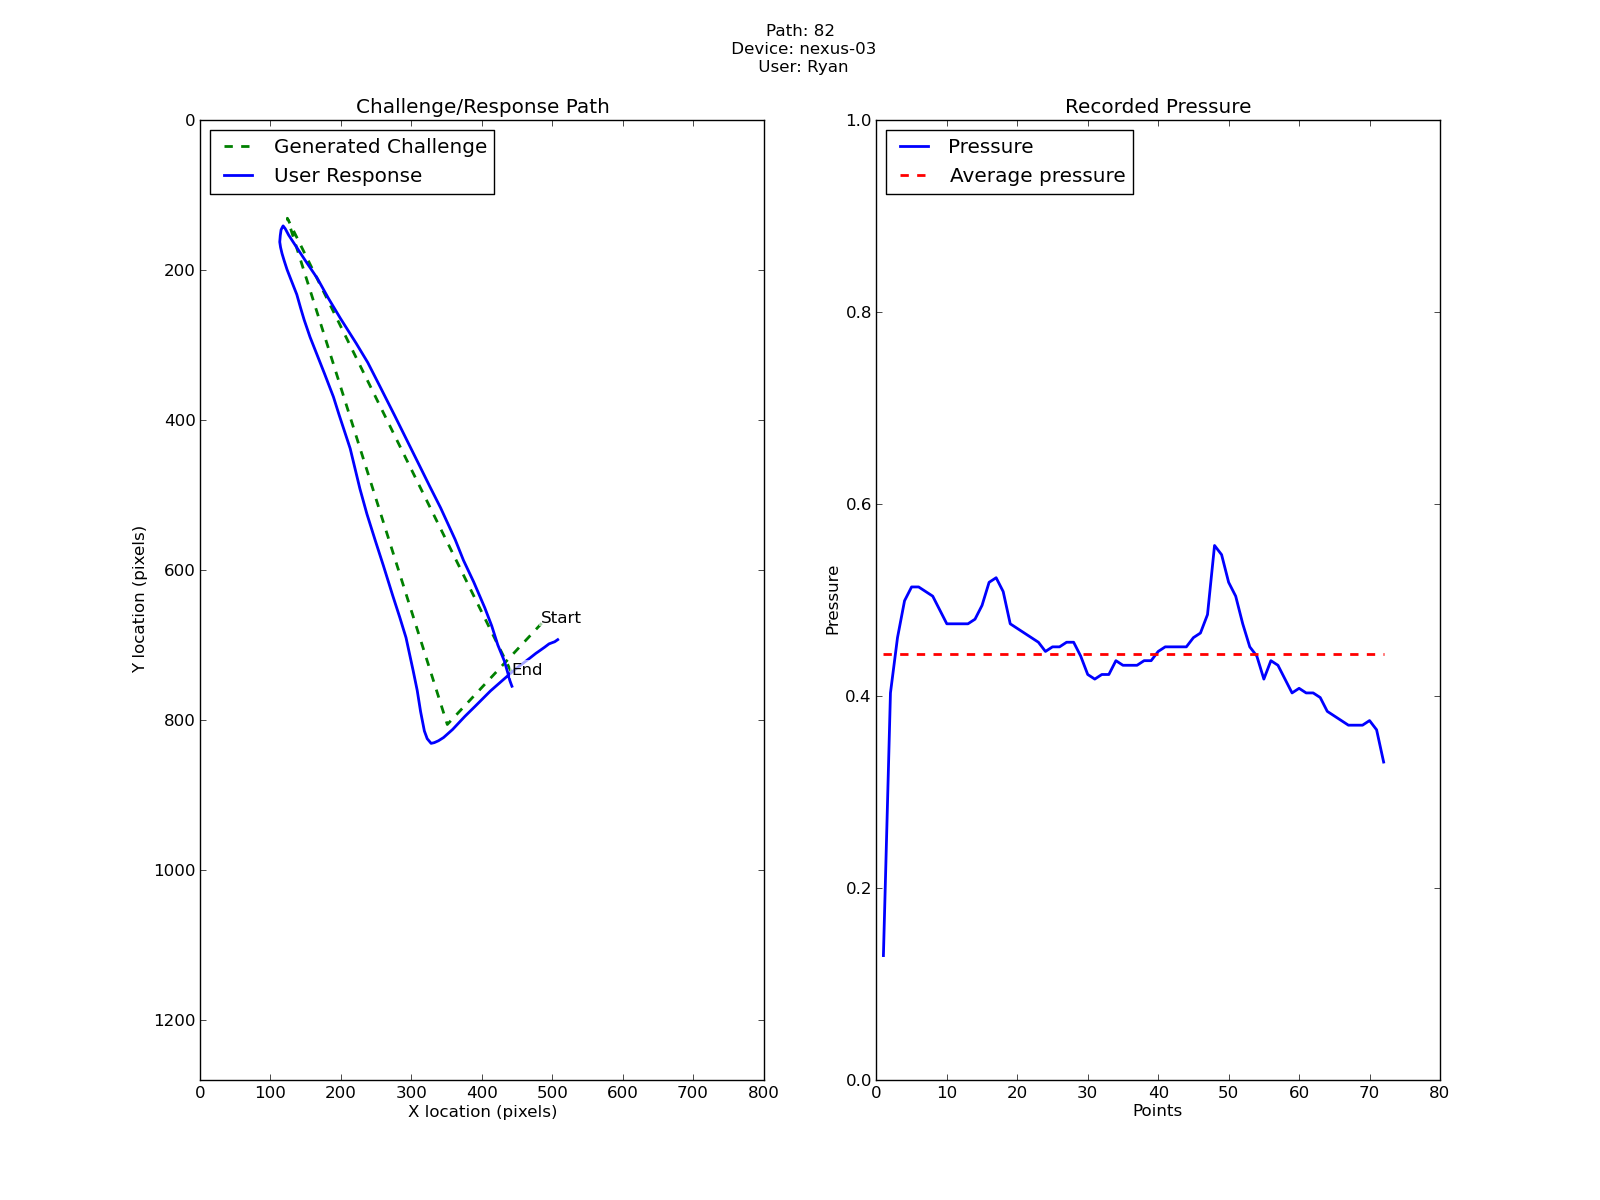 Path: 82
Device: nexus-03
User: Ryan
Challenge/Response Path
Generated Challenge
User Response
0
200
400
600
800
1000
1200
Y location (pixels)
Start
End
0 100 200 300 400 500 600 700 800
X location (pixels)
Recorded Pressure
Pressure
Average pressure
1.0
0.8
0.6
0.4
0.2
0.0
Pressure
0 10 20 30 40 50 60 70 80
Points